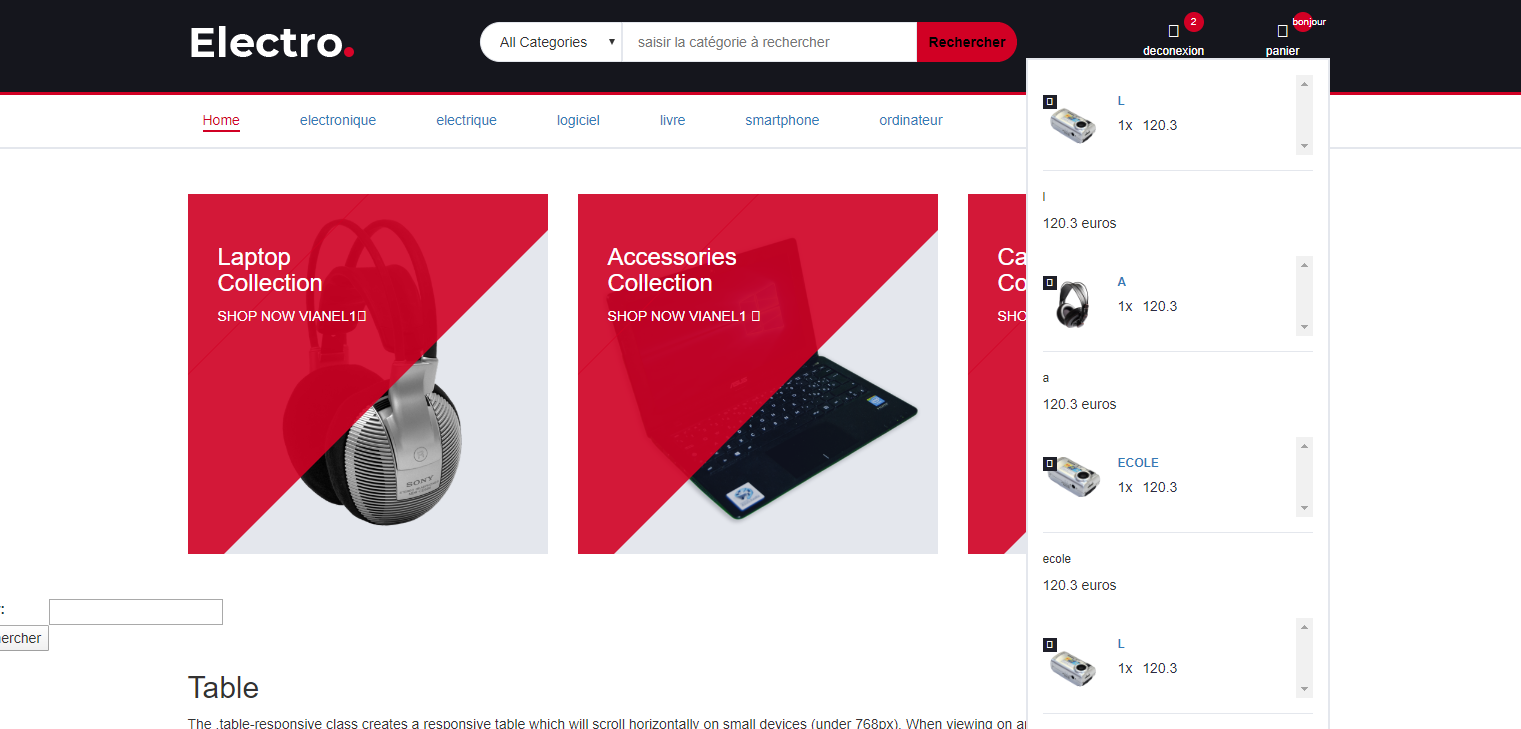 Electro.
All Categories
saisir la catégorie à rechercher
Rechercher
2
deconexion
bonjour
panier
Home
electronique
electrique
logiciel
livre
smartphone
ordinateur
Laptop
Collection
SHOP NOW VIANEL1
Accessories
Collection
SHOP NOW VIANEL1
Ca
Co
SHO
SONY
L
1x 120.3
l
120.3 euros
A
1x 120.3
a
120.3 euros
ECOLE
1x 120.3
ecole
120.3 euros
L
1x 120.3
:
ercher
Table
The .table-responsive class creates a responsive table which will scroll horizontally on small devices (under 768px). When viewing on